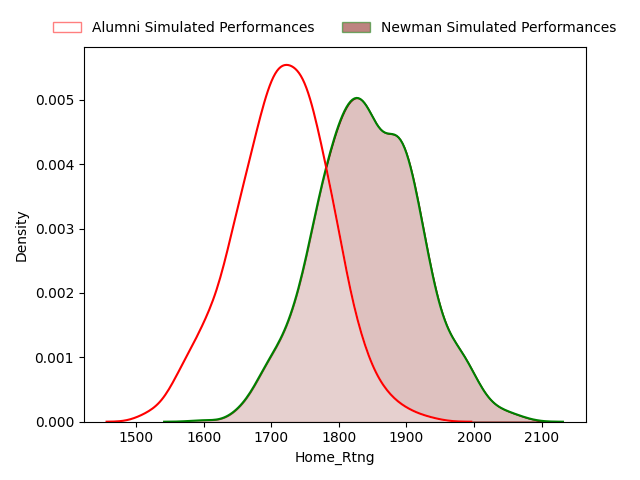 Alumni Simulated Performances
Newman Simulated Performances
Density
0.005
0.004
0.003
0.002
0.001
0.000
1500 1600 1700 1800 1900 2000 2100
Home_Rtng